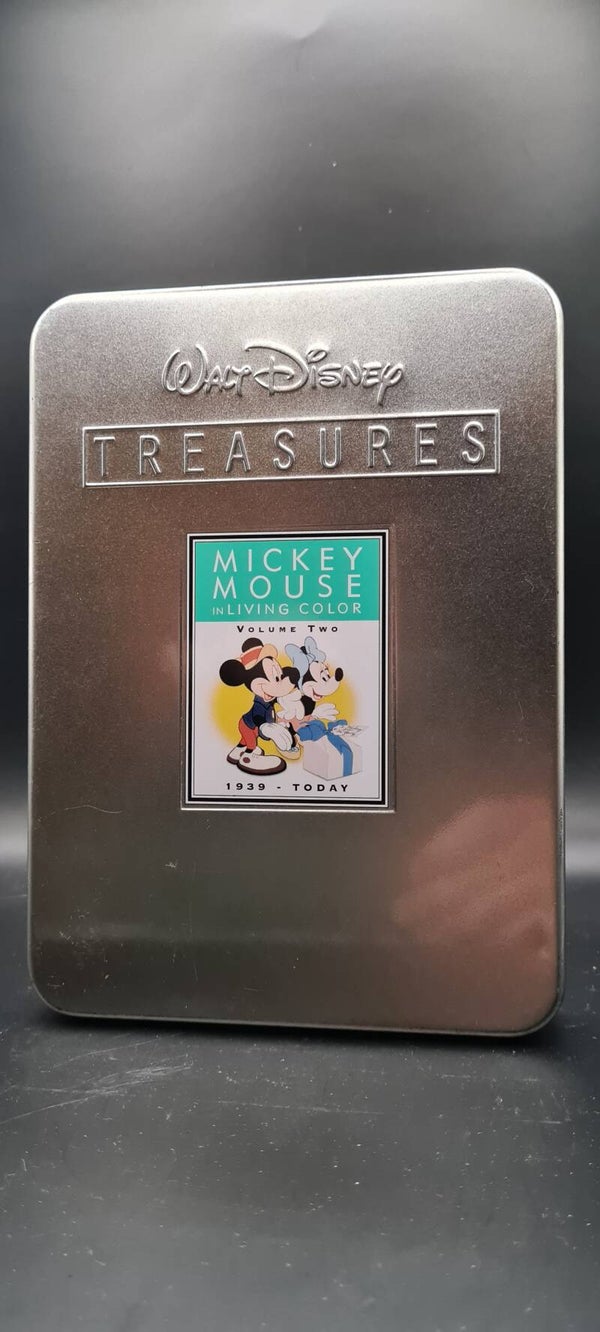 WALT DISNEY
TREASURES
MICKEY
MOUSE
IN LIVING COLOR
VOLUME TWO
1939 - TODAY